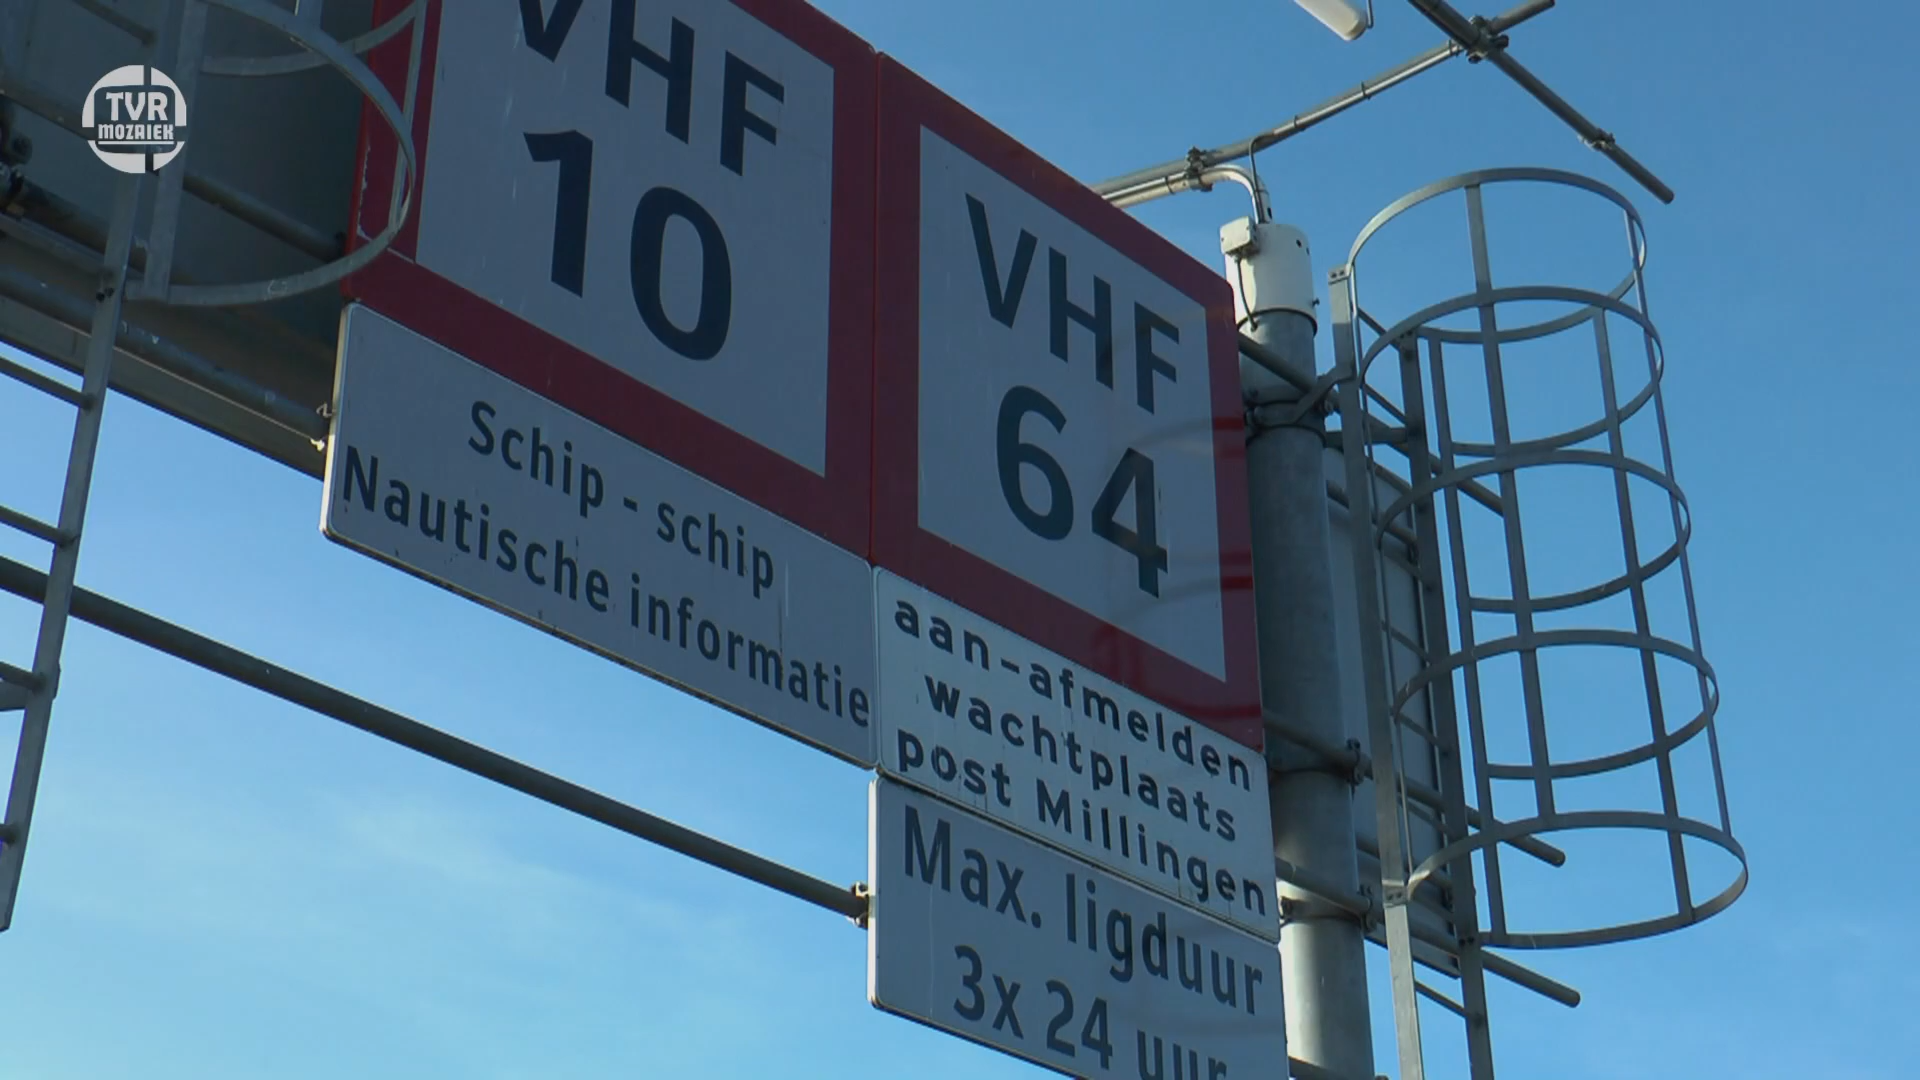 TVR
MOZAIEK
VHF
10
Schip - schip
Nautische informatie
VHF
64
aan-afmelden
wachtplaats
post Millingen
Max. ligduur
3x 24 uur